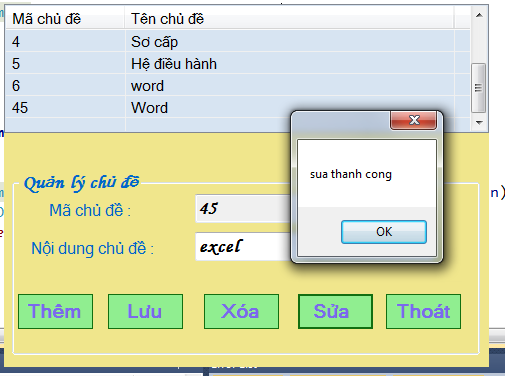 Mã chủ đề Tên chủ đề
4 Sơ cấp
5 Hệ điều hành
6 word
45 Word
sua thanh cong
OK
Quản lý chủ đề
Mã chủ đề : 45
Nội dung chủ đề : excel
Thêm Lưu Xóa Sửa Thoát